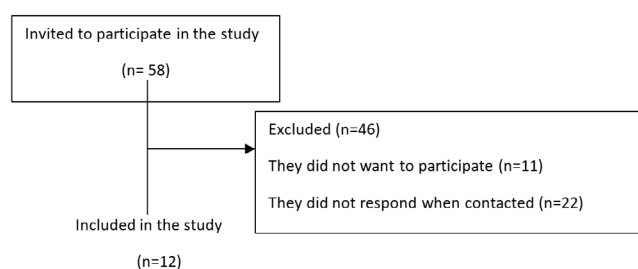 Invited to participate in the study
(n= 58)
Excluded (n=46)
They did not want to participate (n=11)
They did not respond when contacted (n=22)
Included in the study
(n=12)